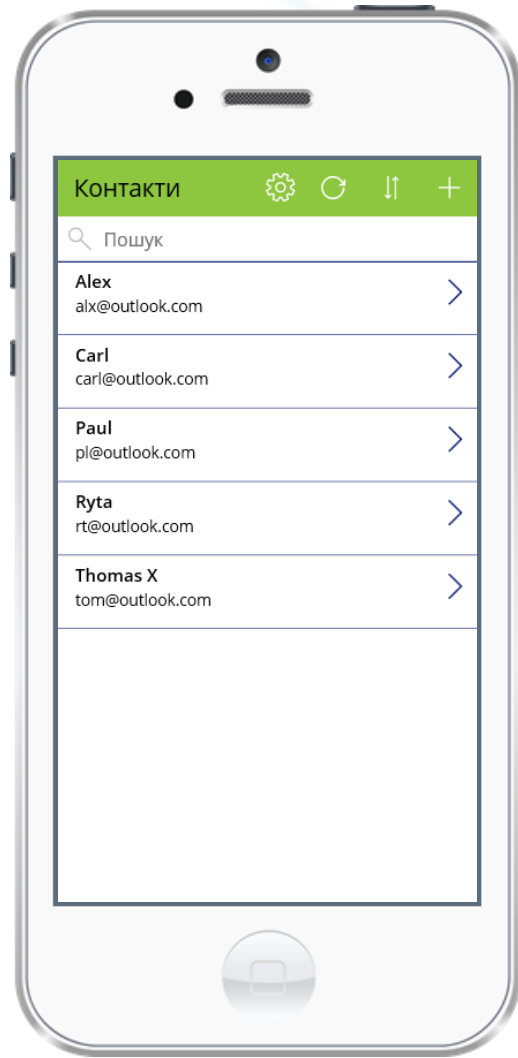 Контакти
Пошук
Alex
alx@outlook.com
Carl
carl@outlook.com
Paul
pl@outlook.com
Ryta
rt@outlook.com
Thomas X
tom@outlook.com